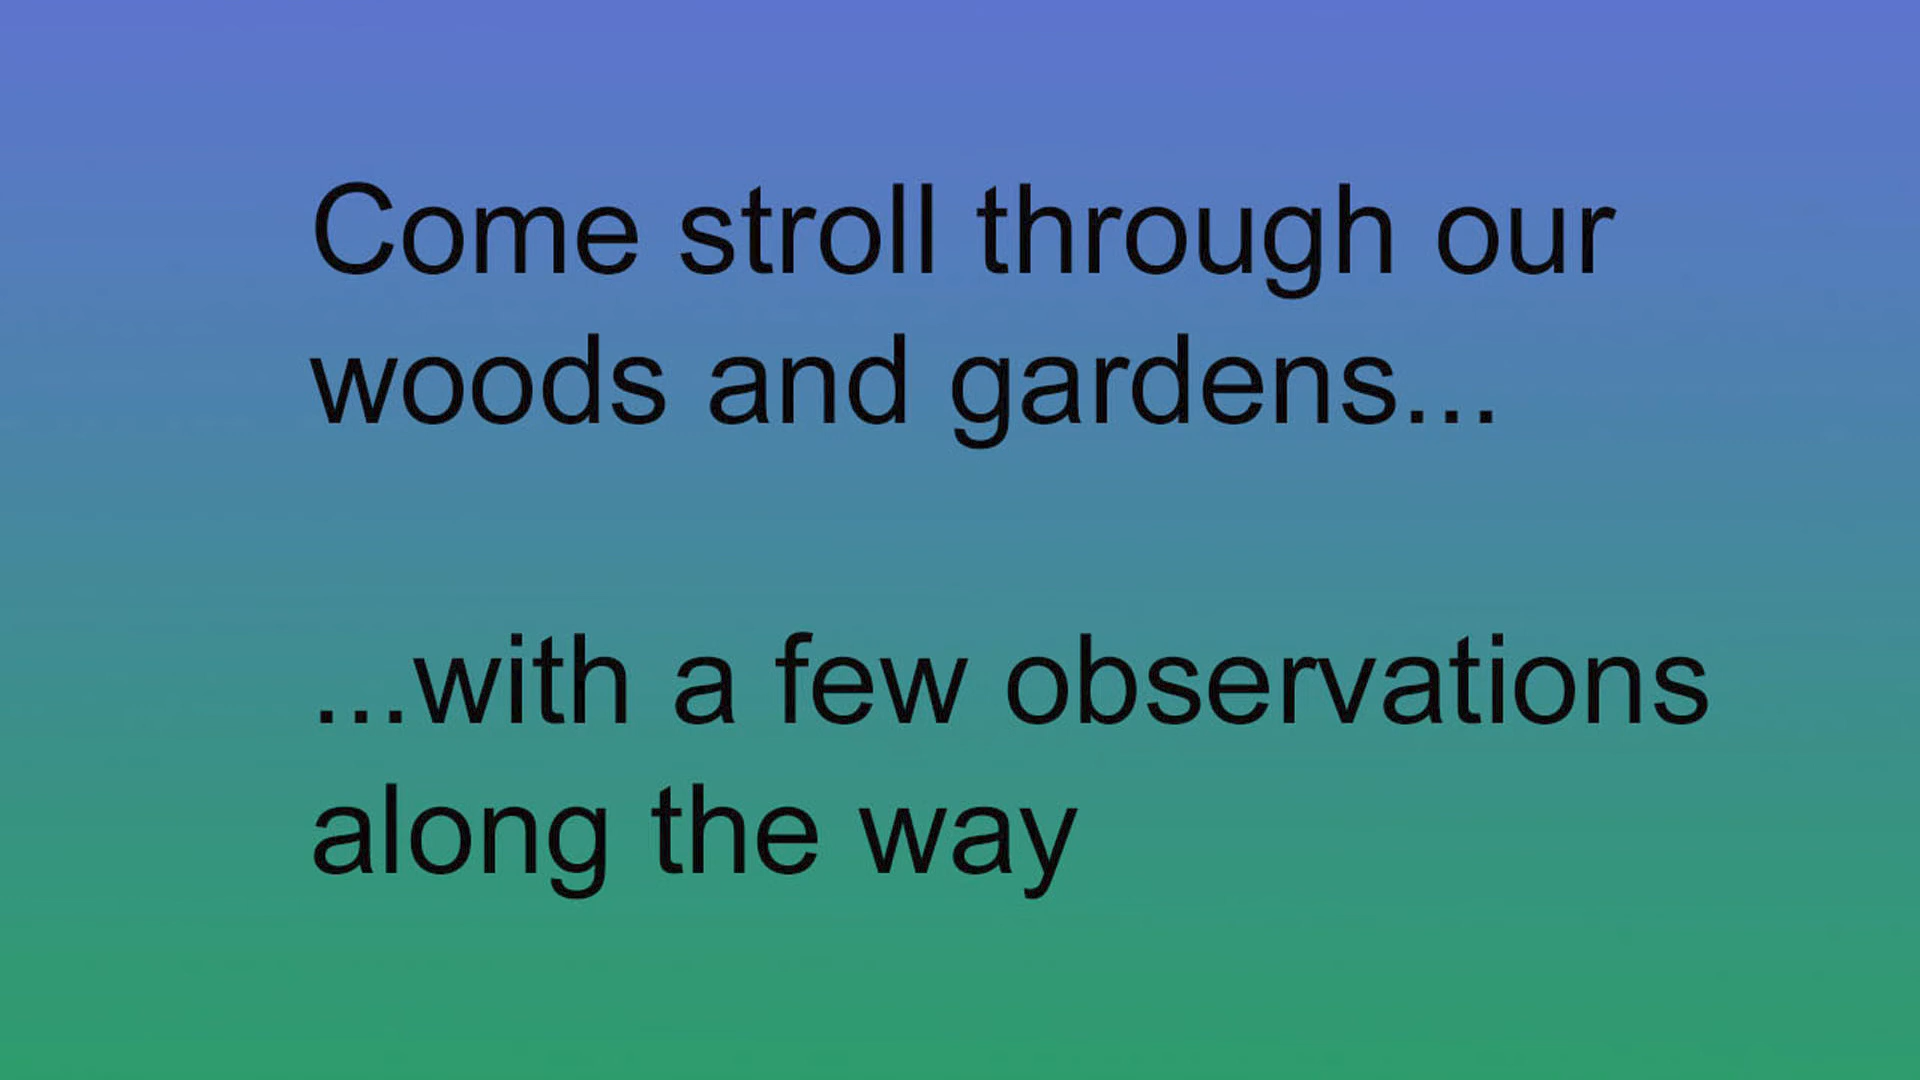 Come stroll through our
woods and gardens...
...with a few observations
along the way